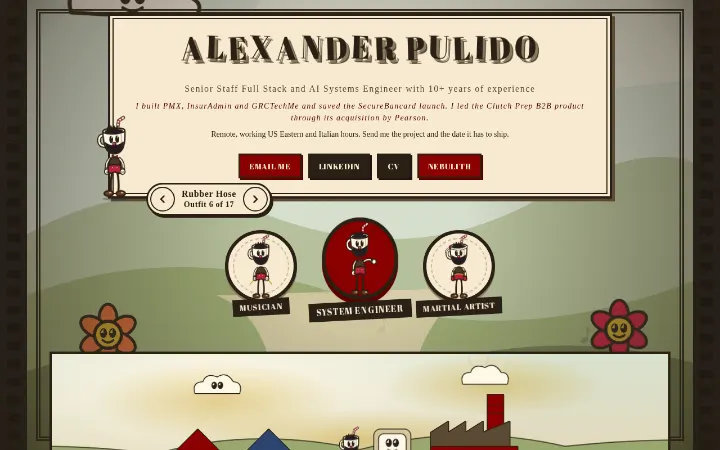 ALEXANDER PULIDO
Senior Staff Full Stack and AI Systems Engineer with 10+ years of experience
I built PMX, InsurAdmin and GRCTechMe and saved the SecureBancard launch. I led the Clutch Prep B2B product
through its acquisition by Pearson.
Remote, working US Eastern and Italian hours. Send me the project and the date it has to ship.
EMAIL ME
LINKEDIN
CV
NEBULITH
Rubber Hose
Outfit 6 of 17
MUSICIAN
SYSTEM ENGINEER
MARTIAL ARTIST